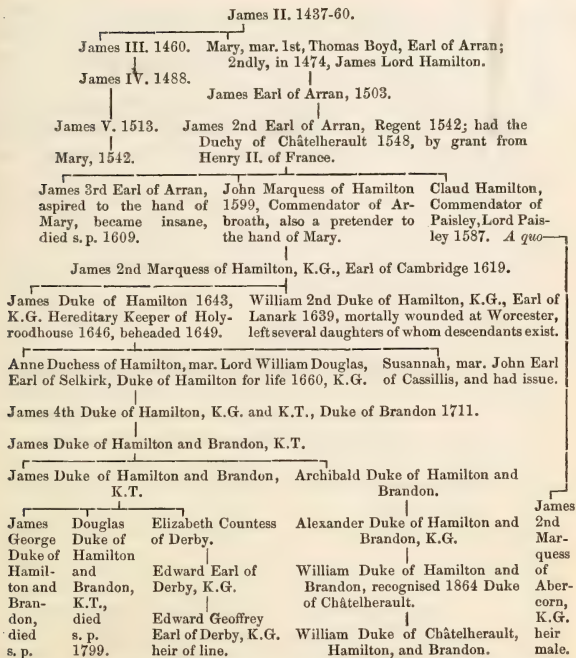 James II. 1437-60.
James III. 1460.
Mary, mar. 1st, Thomas Boyd, Earl of Arran;
2ndly, in 1474, James Lord Hamilton.
James IV. 1488.
James Earl of Arran, 1503.
James V. 1513.
James 2nd Earl of Arran, Regent 1542; had the
Duchy of Châtelherault 1548, by grant from
Henry II. of France.
Mary, 1542.
James 3rd Earl of Arran,
aspired to the hand of
Mary, became insane,
died s. p. 1609.
John Marquess of Hamilton
1599, Commendator of Ar-
broath, also a pretender to
the hand of Mary.
Claud Hamilton,
Commendator of
Paisley, Lord Pais-
ley 1587. A quo
James 2nd Marquess of Hamilton, K.G., Earl of Cambridge 1619.
James Duke of Hamilton 1643,
K.G. Hereditary Keeper of Holy-
roodhouse 1646, beheaded 1649.
William 2nd Duke of Hamilton, K.G., Earl of
Lanark 1639, mortally wounded at Worcester,
left several daughters of whom descendants exist.
Anne Duchess of Hamilton, mar. Lord William Douglas,
Earl of Selkirk, Duke of Hamilton for life 1660, K.G.
Susannah, mar. John Earl
of Cassillis, and had issue.
James 4th Duke of Hamilton, K.G. and K.T., Duke of Brandon 1711.
James Duke of Hamilton and Brandon, K.T.
James Duke of Hamilton and Brandon,
K.T.
Archibald Duke of Hamilton and
Brandon.
James
George
Duke of
Hamil-
ton and
Bran-
don,
died
s. p.
Douglas
Duke of
Hamilton
and
Brandon,
K.T.,
died
s. p.
1799.
Elizabeth Countess
of Derby.
Edward Earl of
Derby, K.G.
Edward Geoffrey
Earl of Derby, K.G.
heir of line.
Alexander Duke of Hamilton and
Brandon, K.G.
William Duke of Hamilton and
Brandon, recognised 1864 Duke
of Châtelherault.
William Duke of Châtelherault,
Hamilton, and Brandon.
James
2nd
Mar-
quess
of
Aber-
corn,
K.G.
heir
male.